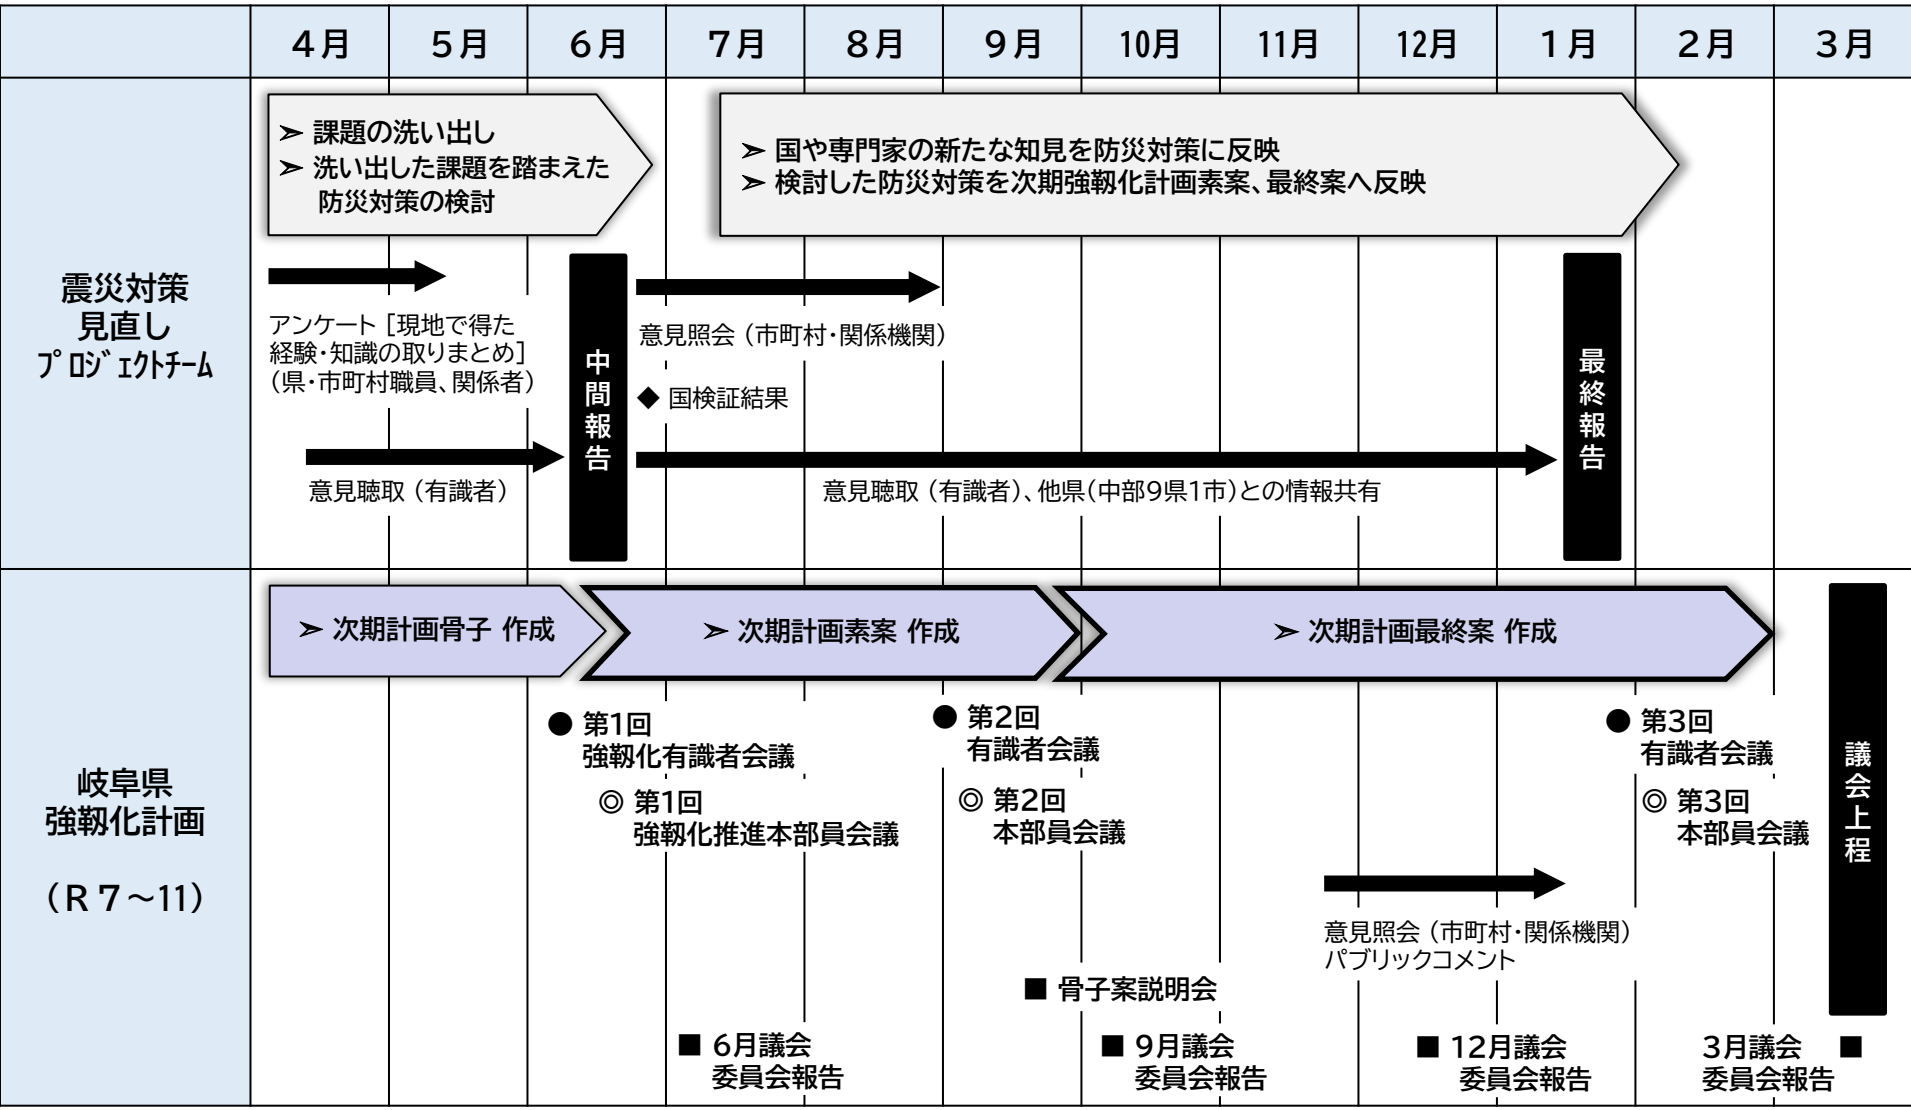 4月 5月 6月 7月 8月 9月 10月 11月 12月 1月 2月 3月
震災対策
見直し
ﾌﾟﾛｼﾞｪｸﾄﾁｰﾑ
➢ 課題の洗い出し
➢ 洗い出した課題を踏まえた
防災対策の検討
➢ 国や専門家の新たな知見を防災対策に反映
➢ 検討した防災対策を次期強靱化計画素案、最終案へ反映
アンケート［現地で得た
経験・知識の取りまとめ］
（県・市町村職員、関係者）
意見聴取（有識者）
中間報告
意見照会（市町村・関係機関）
◆ 国検証結果
意見聴取（有識者）、他県（中部9県1市）との情報共有
最終報告
岐阜県
強靱化計画
（R７～11）
➢ 次期計画骨子 作成
➢ 次期計画素案 作成
➢ 次期計画最終案 作成
● 第1回
強靱化有識者会議
◎ 第1回
強靱化推進本部員会議
● 第2回
有識者会議
◎ 第2回
本部員会議
● 第3回
有識者会議
◎ 第3回
本部員会議
意見照会（市町村・関係機関）
パブリックコメント
■ 骨子案説明会
■ 6月議会
委員会報告
■ 9月議会
委員会報告
■ 12月議会
委員会報告
3月議会 ■
委員会報告
議会上程